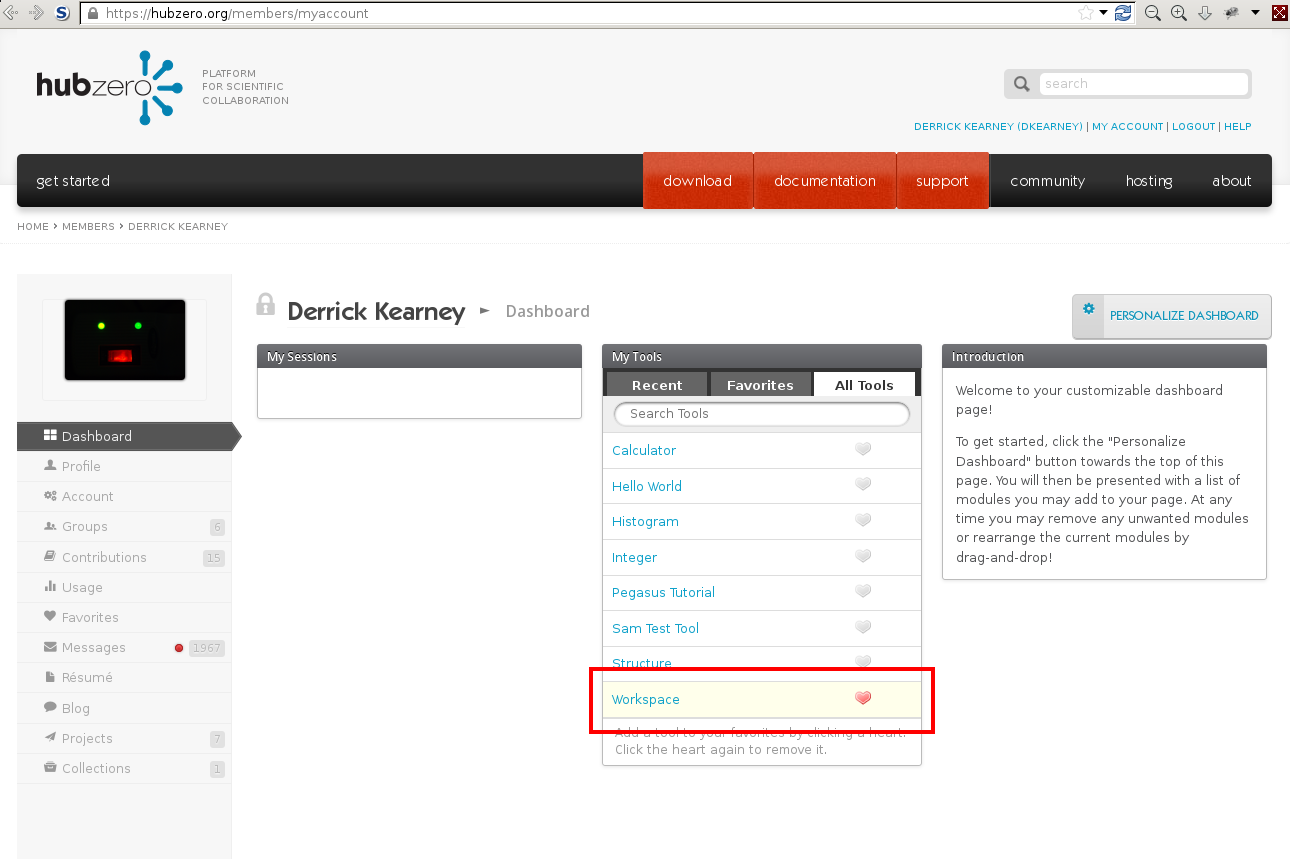 https://hubzero.org/members/myaccount
hubzero
PLATFORM
FOR SCIENTIFIC
COLLABORATION
search
DERRICK KEARNEY (DKEARNEY) | MY ACCOUNT | LOGOUT | HELP
get started
download
documentation
support
community
hosting
about
HOME › MEMBERS › DERRICK KEARNEY
Derrick Kearney ► Dashboard
PERSONALIZE DASHBOARD
Dashboard
Profile
Account
Groups 6
Contributions 15
Usage
Favorites
Messages 1967
Résumé
Blog
Projects 7
Collections 1
My Sessions
My Tools
Recent
Favorites
All Tools
Search Tools
Calculator
Hello World
Histogram
Integer
Pegasus Tutorial
Sam Test Tool
Structure
Workspace
Add a tool to your favorites by clicking a heart.
Click the heart again to remove it.
Introduction
Welcome to your customizable dashboard
page!
To get started, click the "Personalize
Dashboard" button towards the top of this
page. You will then be presented with a list of
modules you may add to your page. At any
time you may remove any unwanted modules
or rearrange the current modules by
drag-and-drop!